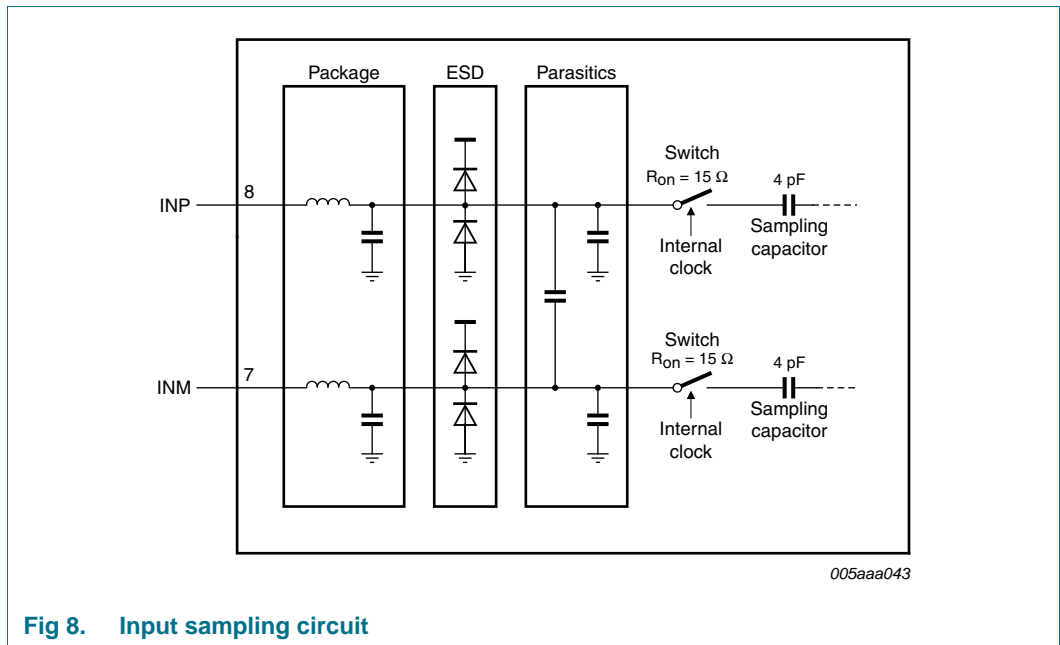 Package
ESD
Parasitics
Switch
Ron = 15 Ω
4 pF
INP
8
Internal
clock
Sampling
capacitor
Switch
Ron = 15 Ω
4 pF
INM
7
Internal
clock
Sampling
capacitor
005aaa043
Fig 8. Input sampling circuit